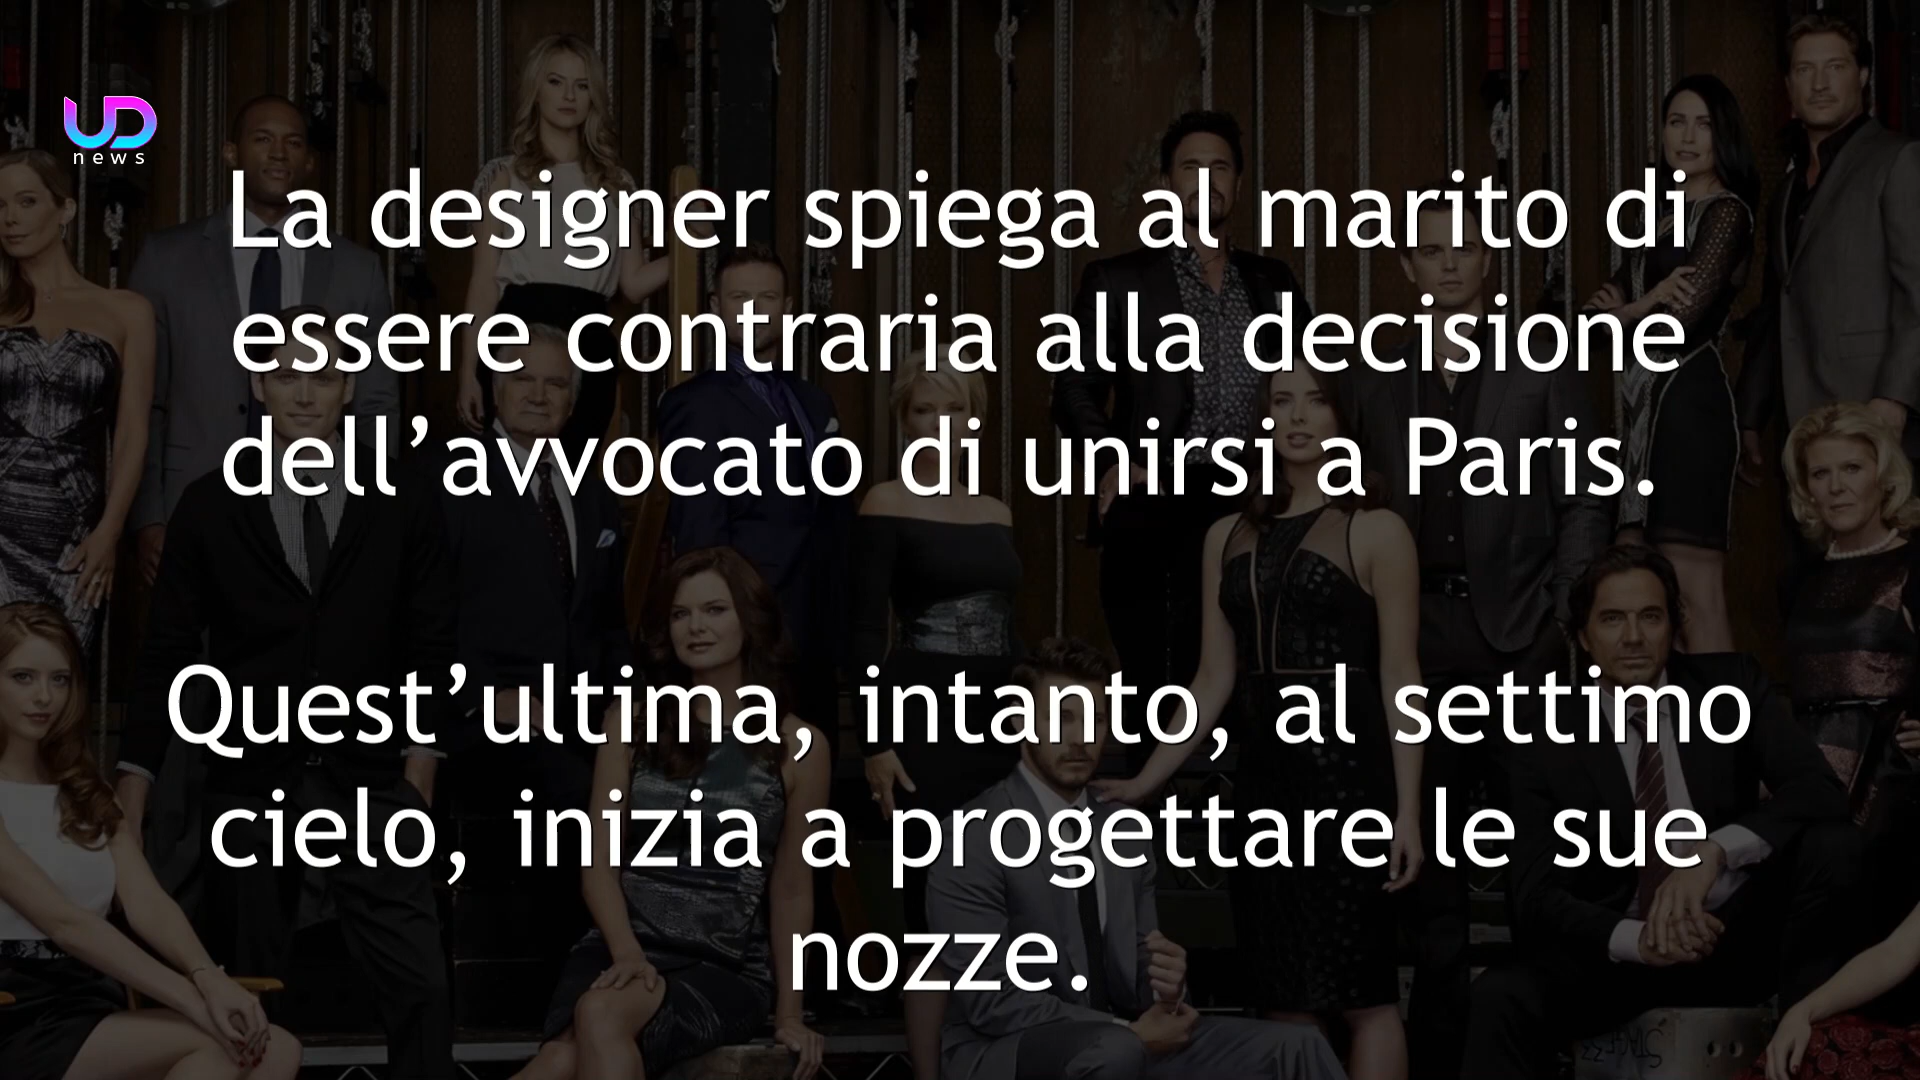 UD
news
La designer spiega al marito di
essere contraria alla decisione
dell’avvocato di unirsi a Paris.
Quest’ultima, intanto, al settimo
cielo, inizia a progettare le sue
nozze.